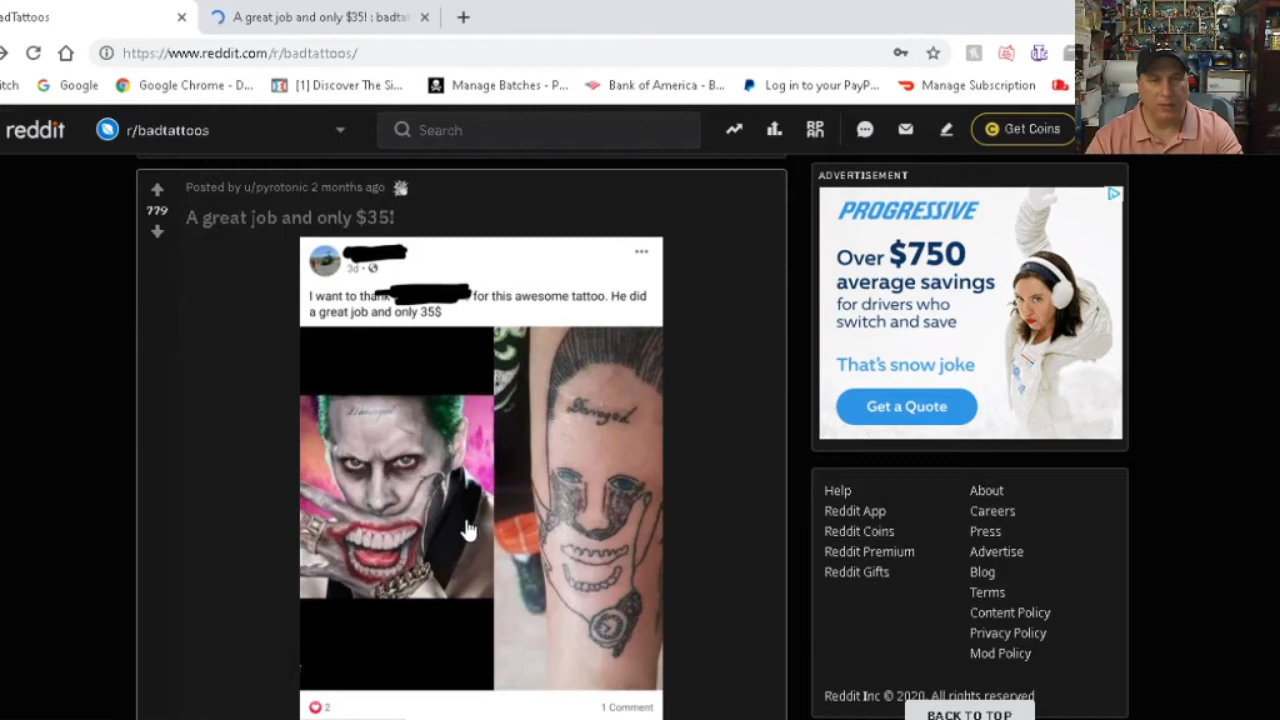 adTattoos
A great job and only $35! : badtat
https://www.reddit.com/r/badtattoos/
itch
Google
Google Chrome - D...
[1] Discover The Si...
Manage Batches - P...
Bank of America - B...
Log in to your PayP...
Manage Subscription
reddit
r/badtattoos
Search
Get Coins
Posted by u/pyrotonic 2 months ago
779
A great job and only $35!
3d
I want to thank for this awesome tattoo. He did
a great job and only 35$
Damaged
2
1 Comment
ADVERTISEMENT
PROGRESSIVE
Over $750
average savings
for drivers who
switch and save
That's snow joke
Get a Quote
Help
About
Reddit App
Careers
Reddit Coins
Press
Reddit Premium
Advertise
Reddit Gifts
Blog
Terms
Content Policy
Privacy Policy
Mod Policy
Reddit Inc © 2020. All rights reserved
BACK TO TOP